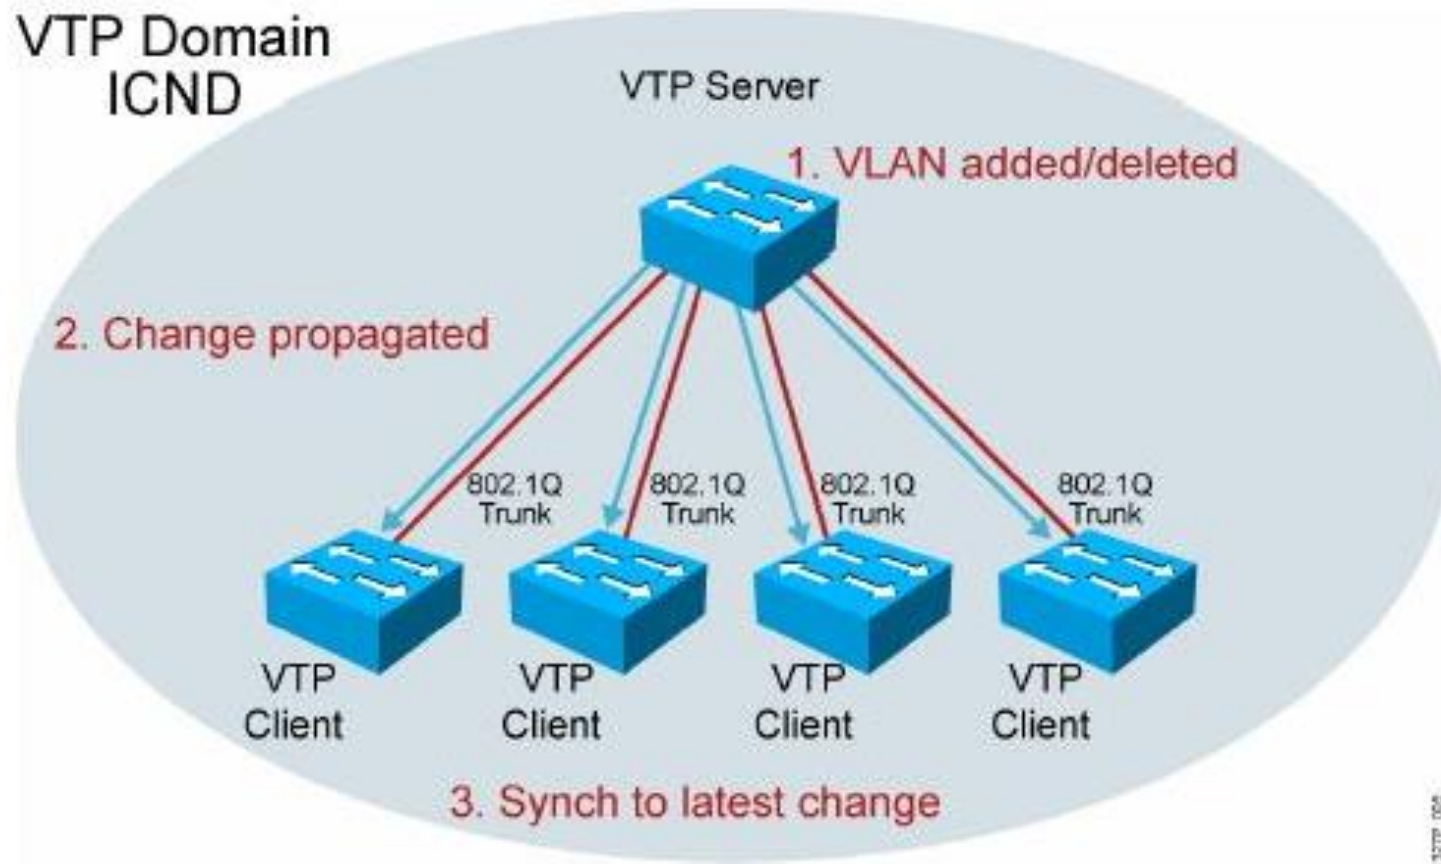 VTP Domain
ICND
VTP Server
1. VLAN added/deleted
2. Change propagated
802.1Q
Trunk
802.1Q
Trunk
802.1Q
Trunk
802.1Q
Trunk
VTP
Client
VTP
Client
VTP
Client
VTP
Client
3. Synch to latest change